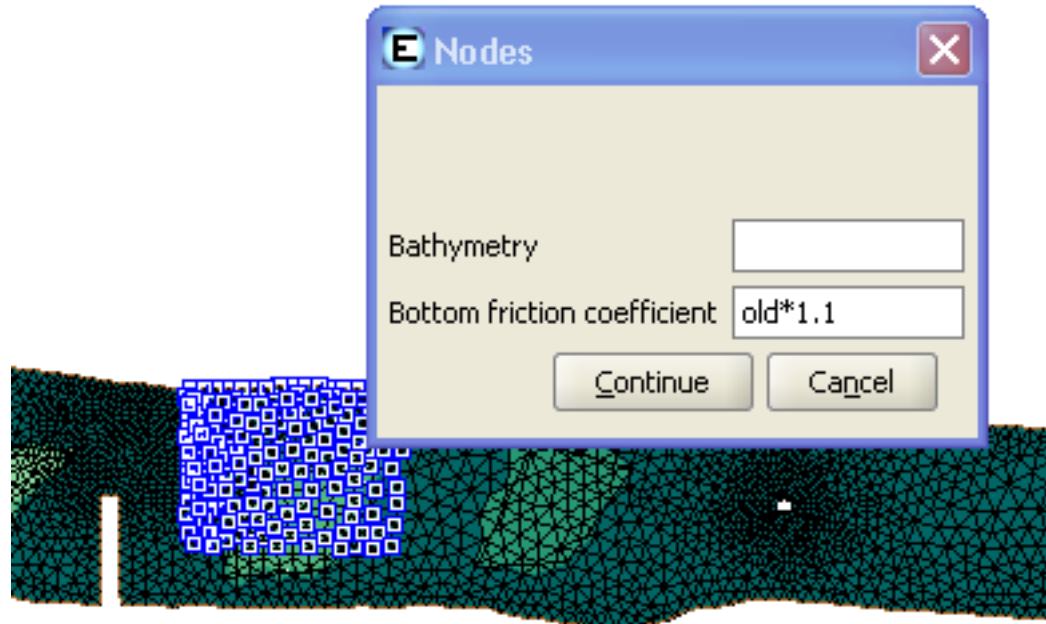 E Nodes
Bathymetry
Bottom friction coefficient old*1.1
Continue Cancel